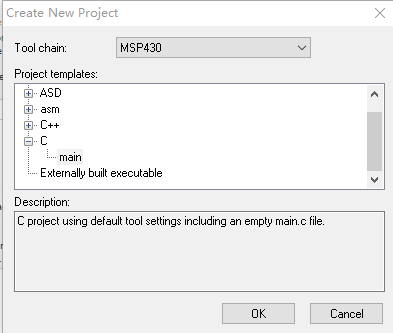 Create New Project
Tool chain:
MSP430
Project templates:
ASD
asm
C++
C
main
Externally built executable
Description:
C project using default tool settings including an empty main.c file.
OK
Cancel